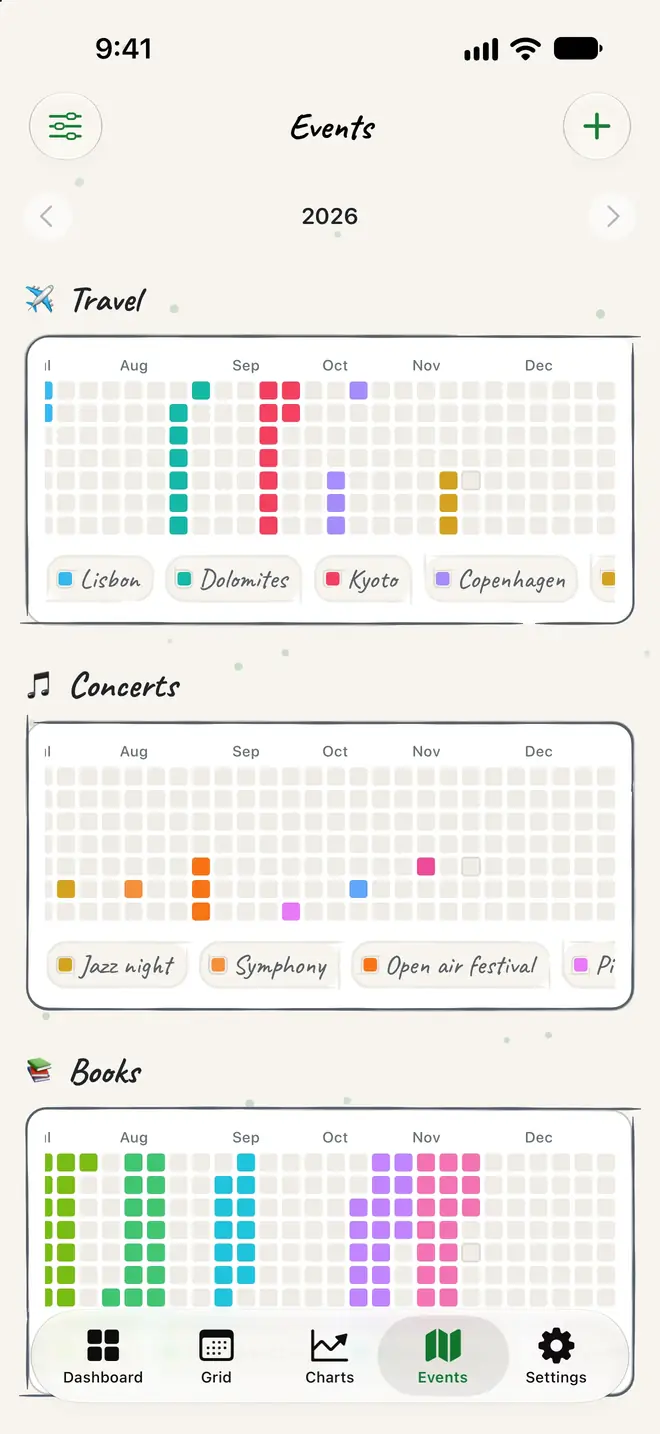 9:41
Events
2026
Travel
Aug Sep Oct Nov Dec
Lisbon Dolomites Kyoto Copenhagen
Concerts
Aug Sep Oct Nov Dec
Jazz night Symphony Open air festival Pi
Books
Aug Sep Oct Nov Dec
Dashboard Grid Charts Events Settings